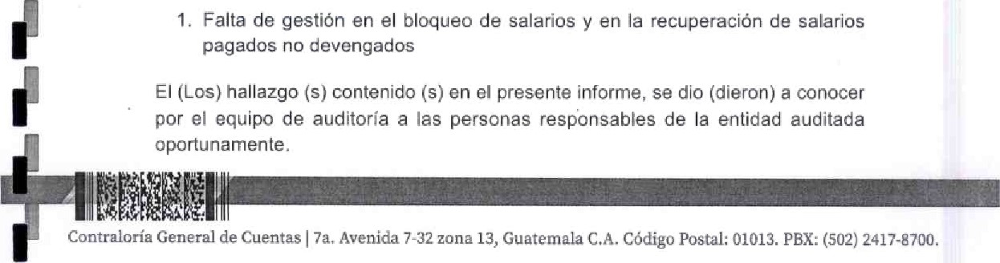 1. Falta de gestión en el bloqueo de salarios y en la recuperación de salarios
pagados no devengados
El (Los) hallazgo (s) contenido (s) en el presente informe, se dio (dieron) a conocer
por el equipo de auditoría a las personas responsables de la entidad auditada
oportunamente.
Contraloría General de Cuentas | 7a. Avenida 7-32 zona 13, Guatemala C.A. Código Postal: 01013. PBX: (502) 2417-8700.